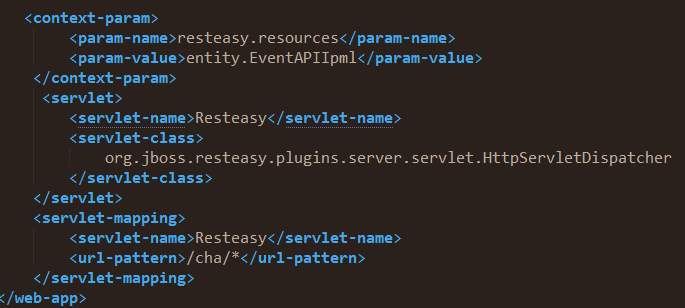 <context-param>
<param-name>resteasy.resources</param-name>
<param-value>entity.EventAPIIpml</param-value>
</context-param>
<servlet>
<servlet-name>Resteasy</servlet-name>
<servlet-class>
org.jboss.resteasy.plugins.server.servlet.HttpServletDispatcher
</servlet-class>
</servlet>
<servlet-mapping>
<servlet-name>Resteasy</servlet-name>
<url-pattern>/cha/*</url-pattern>
</servlet-mapping>
</web-app>